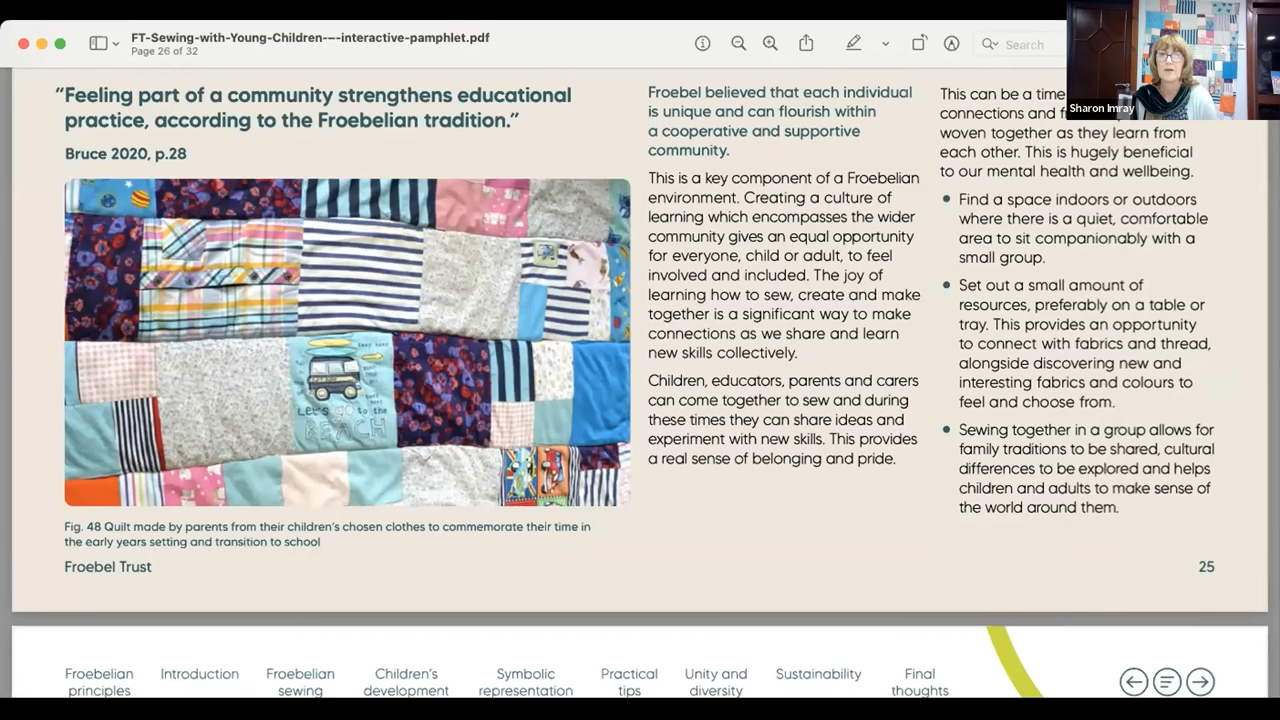 FT-Sewing-with-Young-Children----interactive-pamphlet.pdf
Page 26 of 32
Search
Sharon Imray
“Feeling part of a community strengthens educational
practice, according to the Froebelian tradition.”
Bruce 2020, p.28
LET'S GO to the
BEACH
Fig. 48 Quilt made by parents from their children’s chosen clothes to commemorate their time in
the early years setting and transition to school
Froebel Trust
Froebel believed that each individual
is unique and can flourish within
a cooperative and supportive
community.
This is a key component of a Froebelian
environment. Creating a culture of
learning which encompasses the wider
community gives an equal opportunity
for everyone, child or adult, to feel
involved and included. The joy of
learning how to sew, create and make
together is a significant way to make
connections as we share and learn
new skills collectively.
Children, educators, parents and carers
can come together to sew and during
these times they can share ideas and
experiment with new skills. This provides
a real sense of belonging and pride.
This can be a time
connections and
woven together as they learn from
each other. This is hugely beneficial
to our mental health and wellbeing.
• Find a space indoors or outdoors
where there is a quiet, comfortable
area to sit companionably with a
small group.
• Set out a small amount of
resources, preferably on a table or
tray. This provides an opportunity
to connect with fabrics and thread,
alongside discovering new and
interesting fabrics and colours to
feel and choose from.
• Sewing together in a group allows for
family traditions to be shared, cultural
differences to be explored and helps
children and adults to make sense of
the world around them.
25
Froebelian
principles
Introduction
Froebelian
sewing
Children’s
development
Symbolic
representation
Practical
tips
Unity and
diversity
Sustainability
Final
thoughts